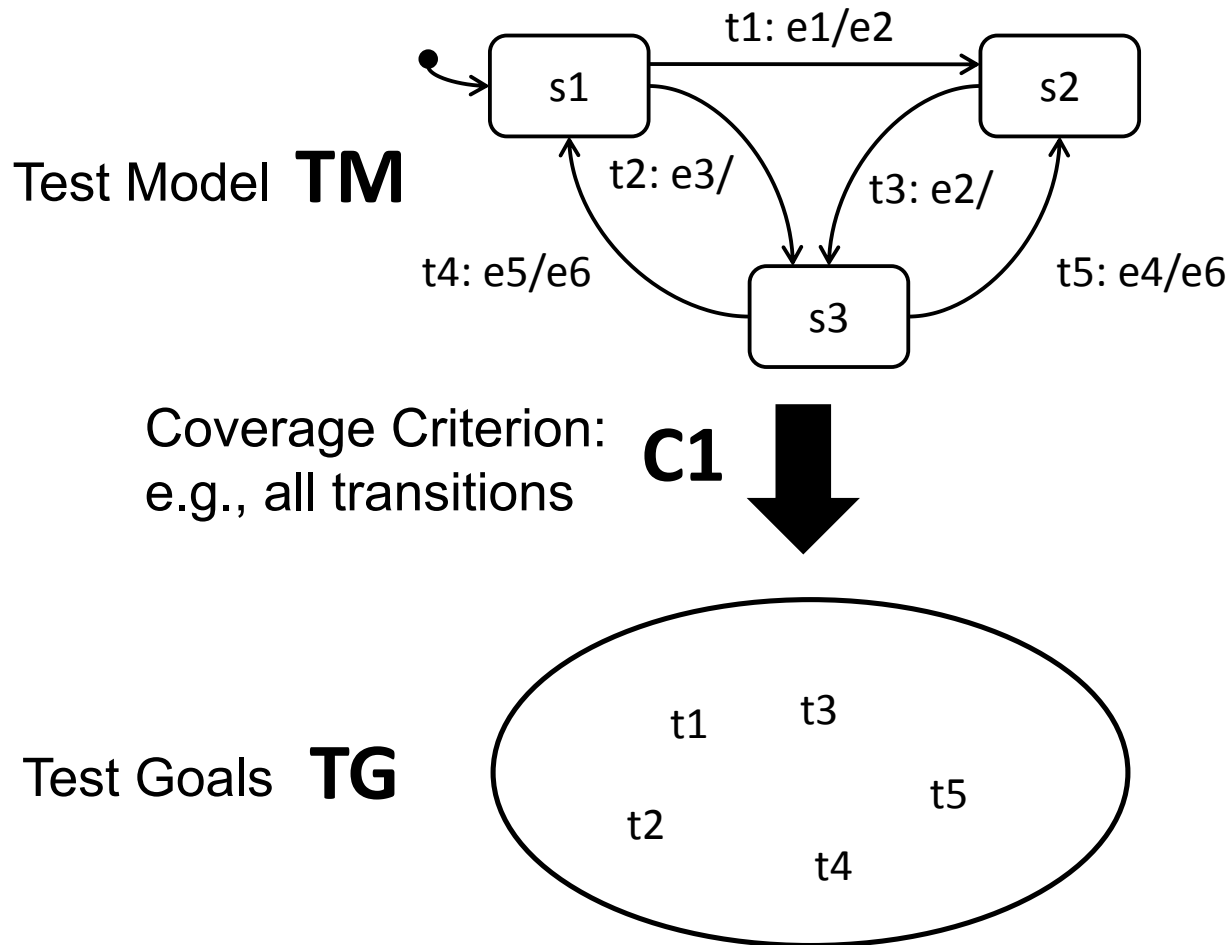 t1: e1/e2
s1
s2
Test Model TM
t2: e3/
t3: e2/
t4: e5/e6
t5: e4/e6
s3
Coverage Criterion:
e.g., all transitions
C1
t1
t3
Test Goals TG
t5
t2
t4